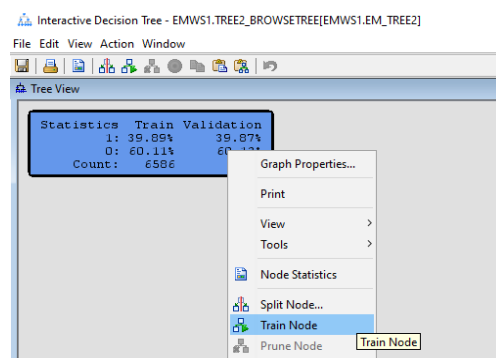 Interactive Decision Tree - EMWS1.TREE2_BROWSETREE[EMWS1.EM_TREE2]
File Edit View Action Window
Tree View
Statistics Train Validation
1: 39.89% 39.87%
0: 60.11%
Count: 6586
Graph Properties...
Print
View
Tools
Node Statistics
Split Node...
Train Node
Train Node
Prune Node